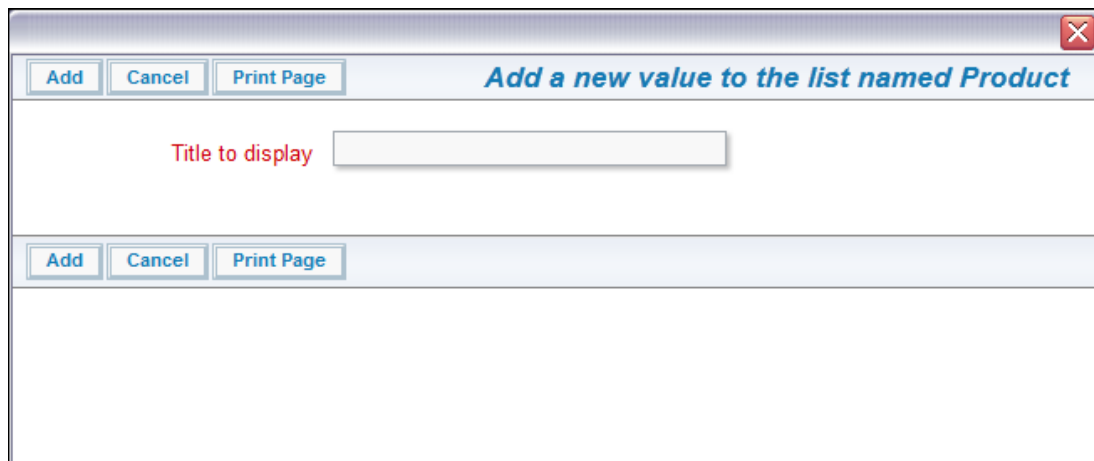 Add Cancel Print Page Add a new value to the list named Product
Title to display
Add Cancel Print Page